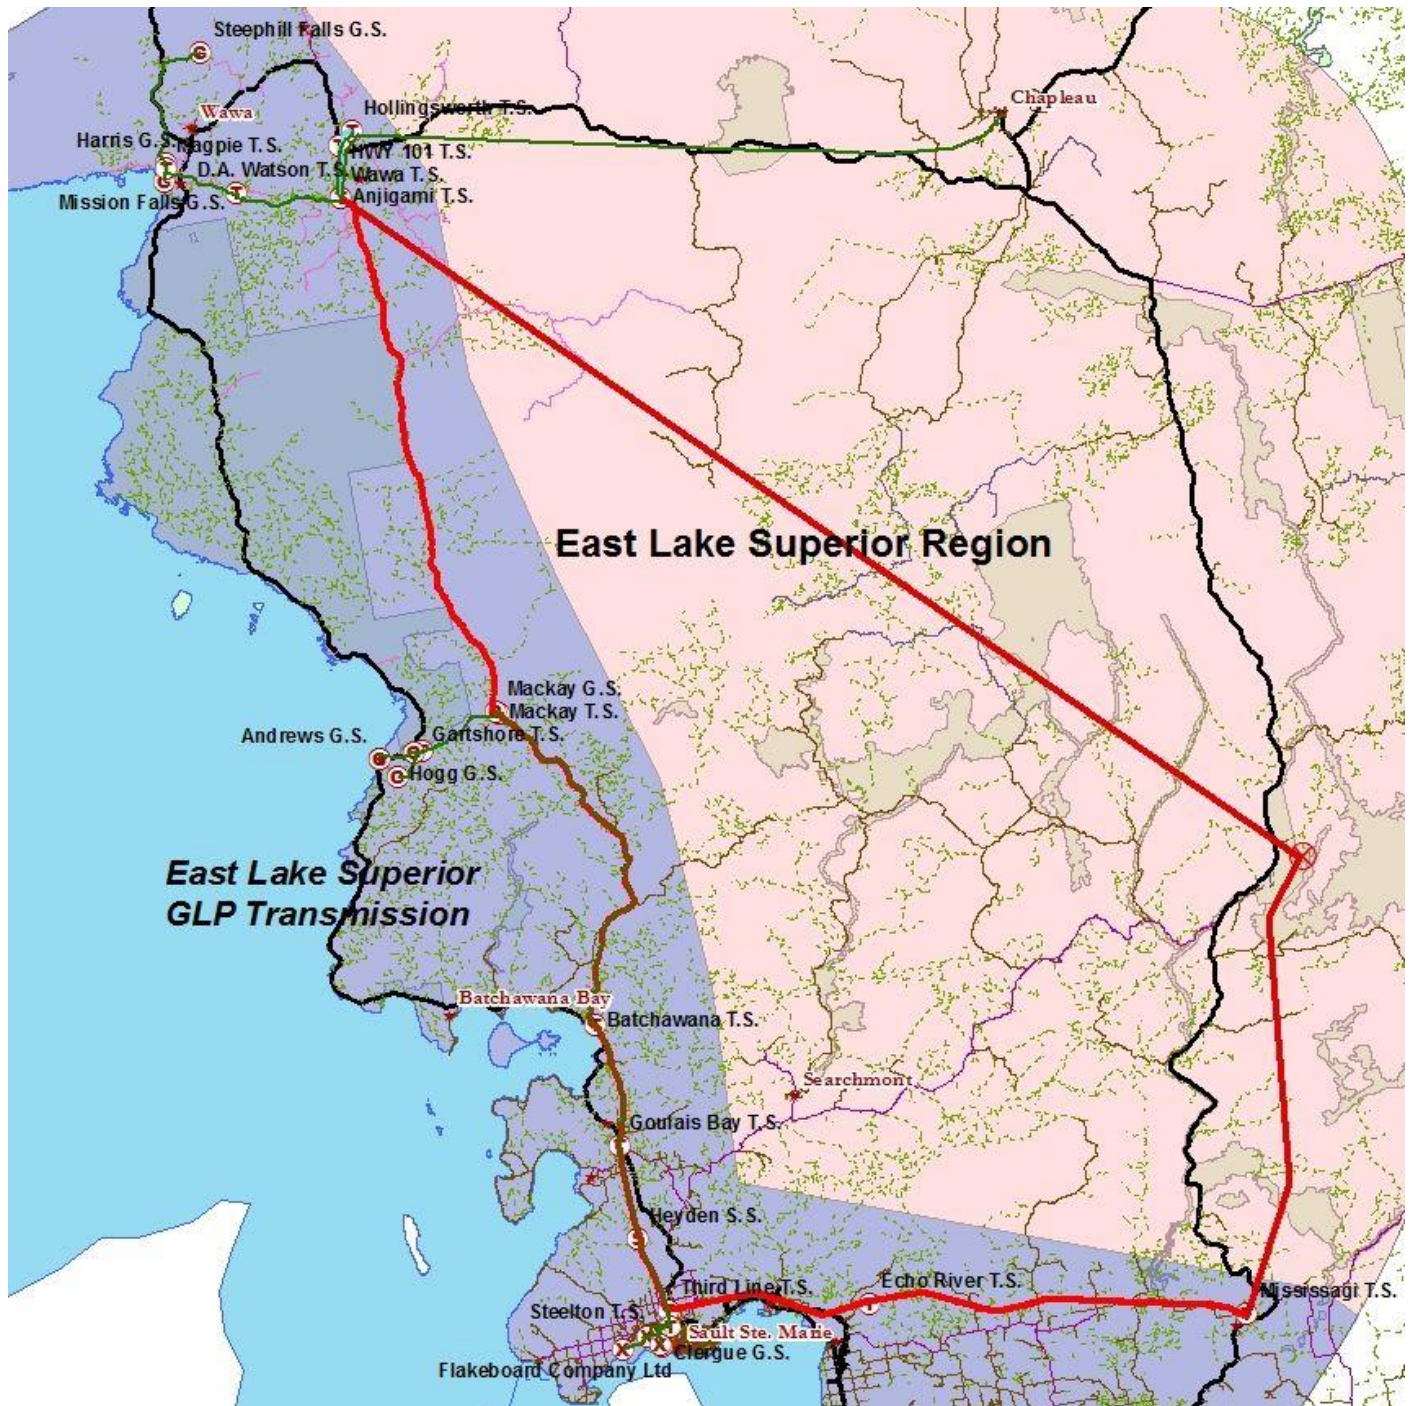 Steephill Falls G.S.
Wawa
Hollingsworth T.S.
Chapleau
Harris G.S.
Magpie T.S.
HWY 101 T.S.
D.A. Watson T.S.
Wawa T.S.
Mission Falls G.S.
Anjigami T.S.
East Lake Superior Region
Mackay G.S.
Mackay T.S.
Andrews G.S.
Gartshore T.S.
Hogg G.S.
East Lake Superior
GLP Transmission
Batchawana Bay
Batchawana T.S.
Searchmont
Goulais Bay T.S.
Heyden S.S.
Third Line T.S.
Echo River T.S.
Mississagi T.S.
Steelton T.S.
Sault Ste. Marie
Clergue G.S.
Flakeboard Company Ltd